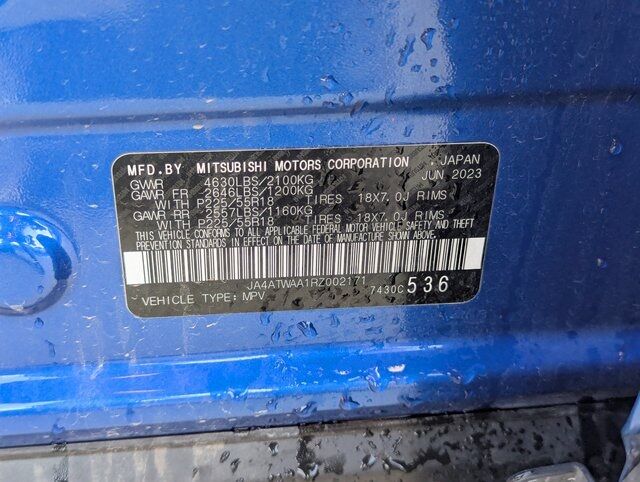 MFD.BY MITSUBISHI MOTORS CORPORATION JAPAN
GVWR 4630LBS/2100KG JUN 2023
GAWR FR 2646LBS/1200KG
WITH P225/55R18 TIRES 18X7.0J RIMS
GAWR RR 2557LBS/1160KG
WITH P225/55R18 TIRES 18X7.0J RIMS
THIS VEHICLE CONFORMS TO ALL APPLICABLE FEDERAL MOTOR VEHICLE SAFETY AND THEFT
PREVENTION STANDARDS IN EFFECT ON THE DATE OF MANUFACTURE SHOWN ABOVE.
JA4ATWAA1RZ002171
VEHICLE TYPE: MPV 7430C 536